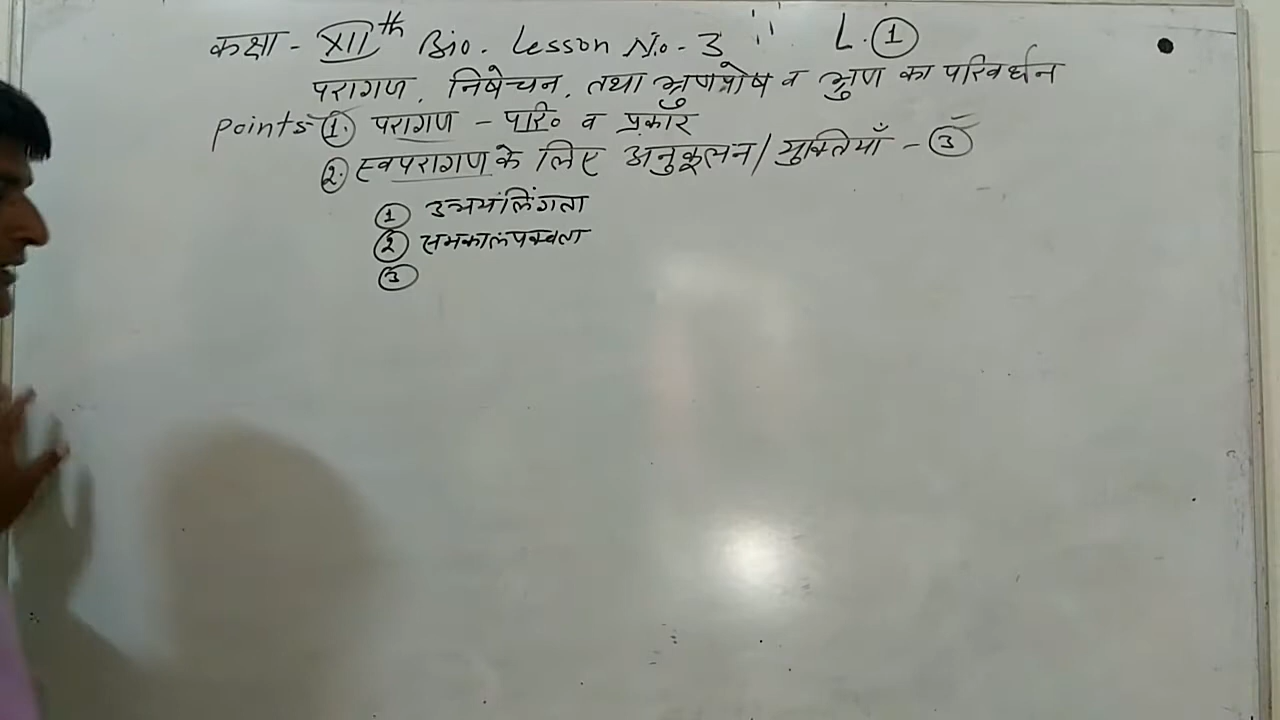 कक्षा - XIIth Bio. Lesson No.- 3 L. ①
परागण, निषेचन, तथा भ्रूणपोष व भ्रुण का परिवर्धन
Points- ①. परागण - परि० व प्रकार
②. स्वपरागण के लिए अनुकूलन/युक्तियाँ - ③
① उभयलिंगता
② समकालपक्वता
③